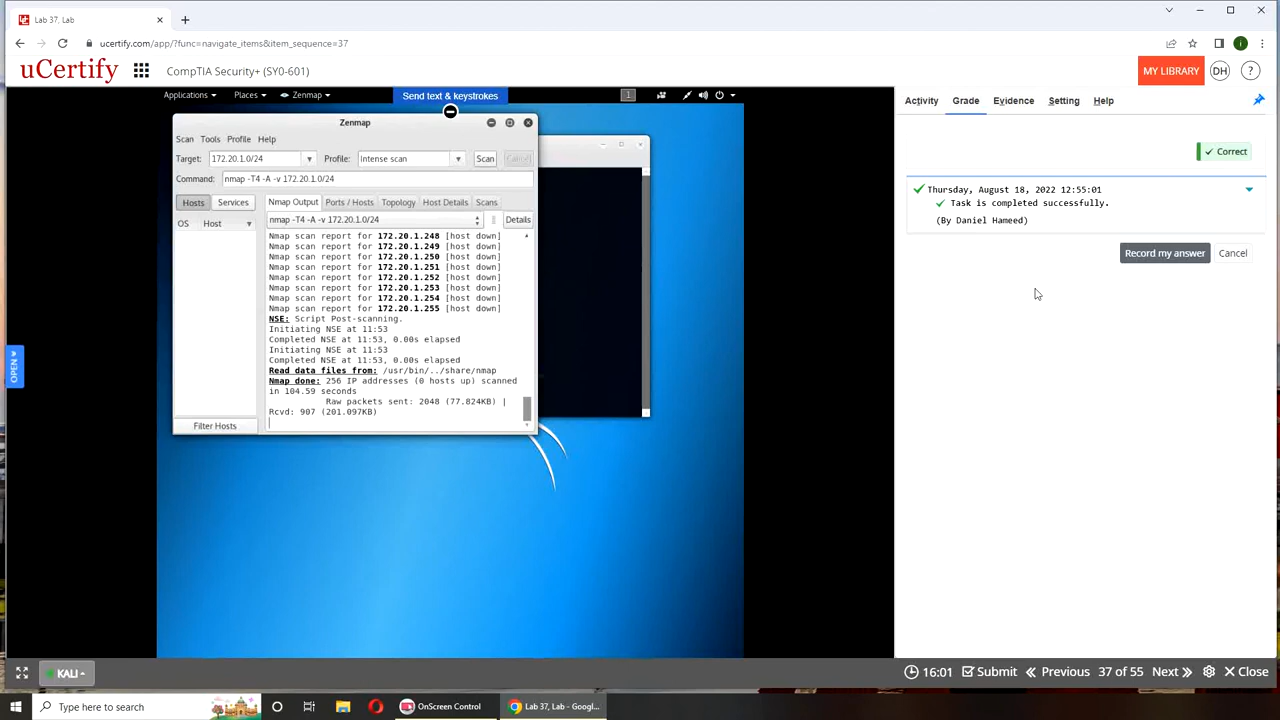 Lab 37, Lab
ucertify.com/app/?func=navigate_items&item_sequence=37
uCertify
CompTIA Security+ (SY0-601)
MY LIBRARY
DH
?
Applications
Places
Zenmap
Send text & keystrokes
1
Activity
Grade
Evidence
Setting
Help
Zenmap
Scan Tools Profile Help
Target: 172.20.1.0/24
Profile: Intense scan
Scan
Cancel
Command: nmap -T4 -A -v 172.20.1.0/24
Hosts
Services
Nmap Output
Ports / Hosts
Topology
Host Details
Scans
OS Host
nmap -T4 -A -v 172.20.1.0/24
Details
Nmap scan report for 172.20.1.248 [host down]
Nmap scan report for 172.20.1.249 [host down]
Nmap scan report for 172.20.1.250 [host down]
Nmap scan report for 172.20.1.251 [host down]
Nmap scan report for 172.20.1.252 [host down]
Nmap scan report for 172.20.1.253 [host down]
Nmap scan report for 172.20.1.254 [host down]
Nmap scan report for 172.20.1.255 [host down]
NSE: Script Post-scanning.
Initiating NSE at 11:53
Completed NSE at 11:53, 0.00s elapsed
Initiating NSE at 11:53
Completed NSE at 11:53, 0.00s elapsed
Read data files from: /usr/bin/../share/nmap
Nmap done: 256 IP addresses (0 hosts up) scanned
in 104.59 seconds
Raw packets sent: 2048 (77.824KB) |
Rcvd: 907 (201.097KB)
Filter Hosts
OPEN
Correct
Thursday, August 18, 2022 12:55:01
Task is completed successfully.
(By Daniel Hameed)
Record my answer
Cancel
KALI
16:01
Submit
Previous
37 of 55
Next
Close
Type here to search
OnScreen Control
Lab 37, Lab - Googl...